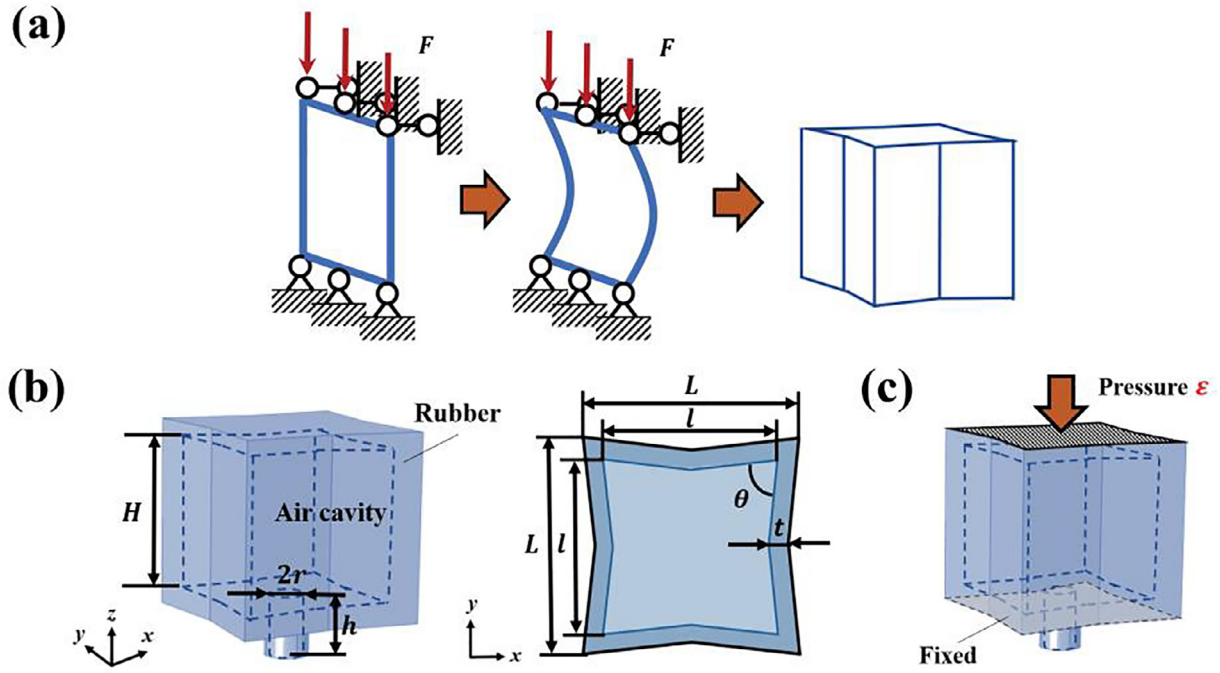 (a)
F
F
(b)
Rubber
Air cavity
H
2r
h
z
y
x
L
l
L
l
θ
t
y
x
(c)
Pressure ε
Fixed